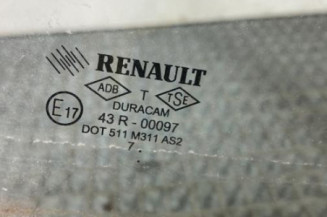 RENAULT
ADB T TSE
DURACAM
E17 43 R - 00097
DOT 511 M311 AS2
7 .